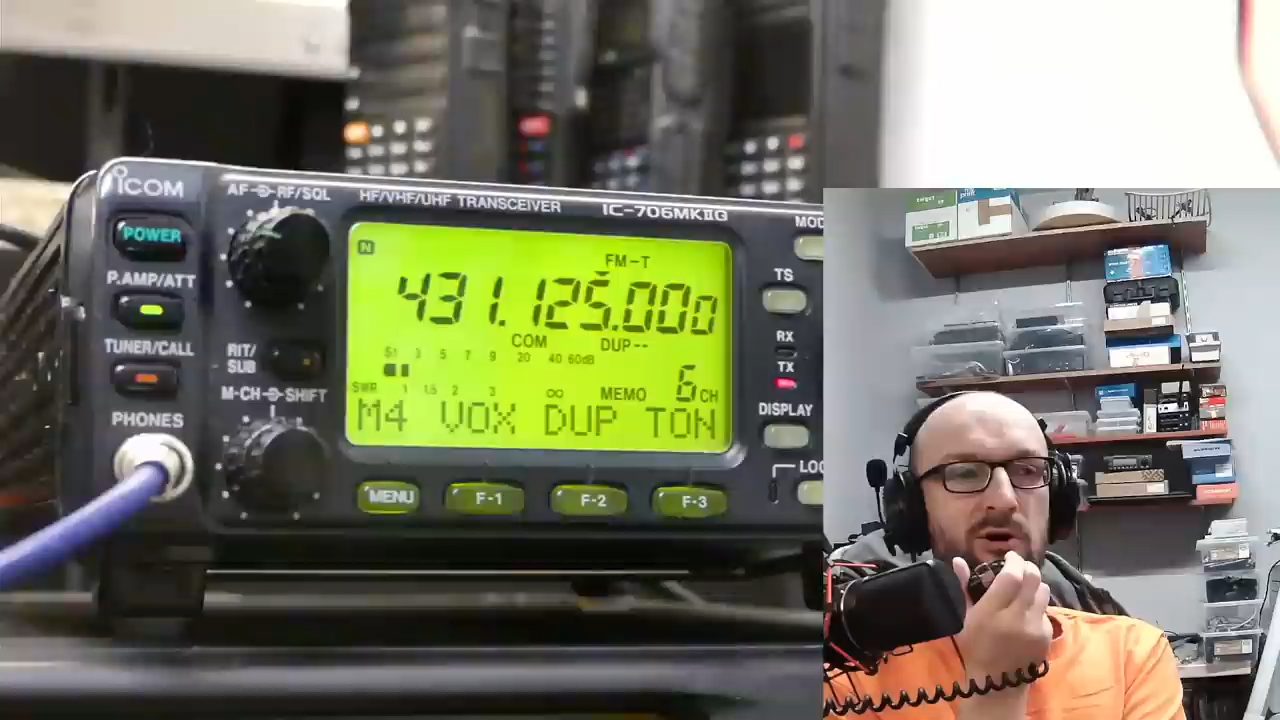 ICOM
AF RF/SQL
HF/VHF/UHF TRANSCEIVER
IC-706MKIIG
POWER
P.AMP/ATT
TUNER/CALL
PHONES
RIT/
SUB
M-CH SHIFT
N
FM-T
431.125.000
COM
DUP--
S1 3 5 7 9 20 40 60dB
SWR 1 1.5 2 3 ∞
MEMO
6CH
M4 VOX DUP TON
MENU
F-1
F-2
F-3
TS
RX
TX
DISPLAY
target